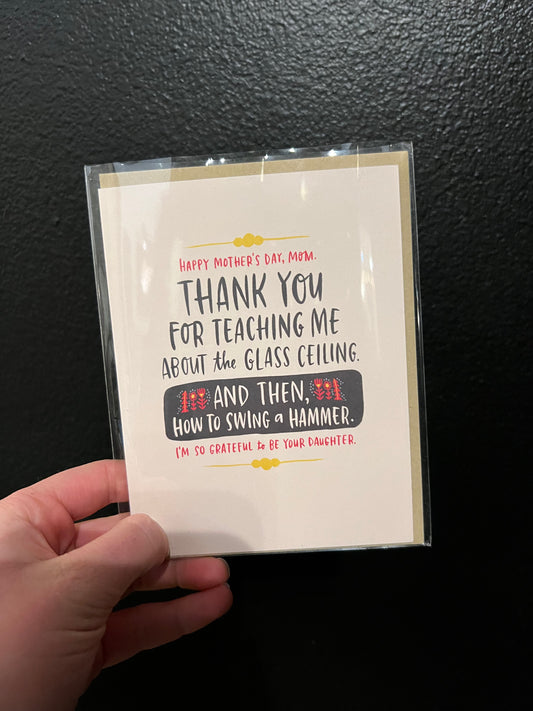 HAPPY MOTHER'S DAY, MOM.
THANK YOU
FOR TEACHING ME
ABOUT the GLASS CEILING.
AND THEN,
HOW TO SWING a HAMMER.
I'M SO GRATEFUL to BE YOUR DAUGHTER.